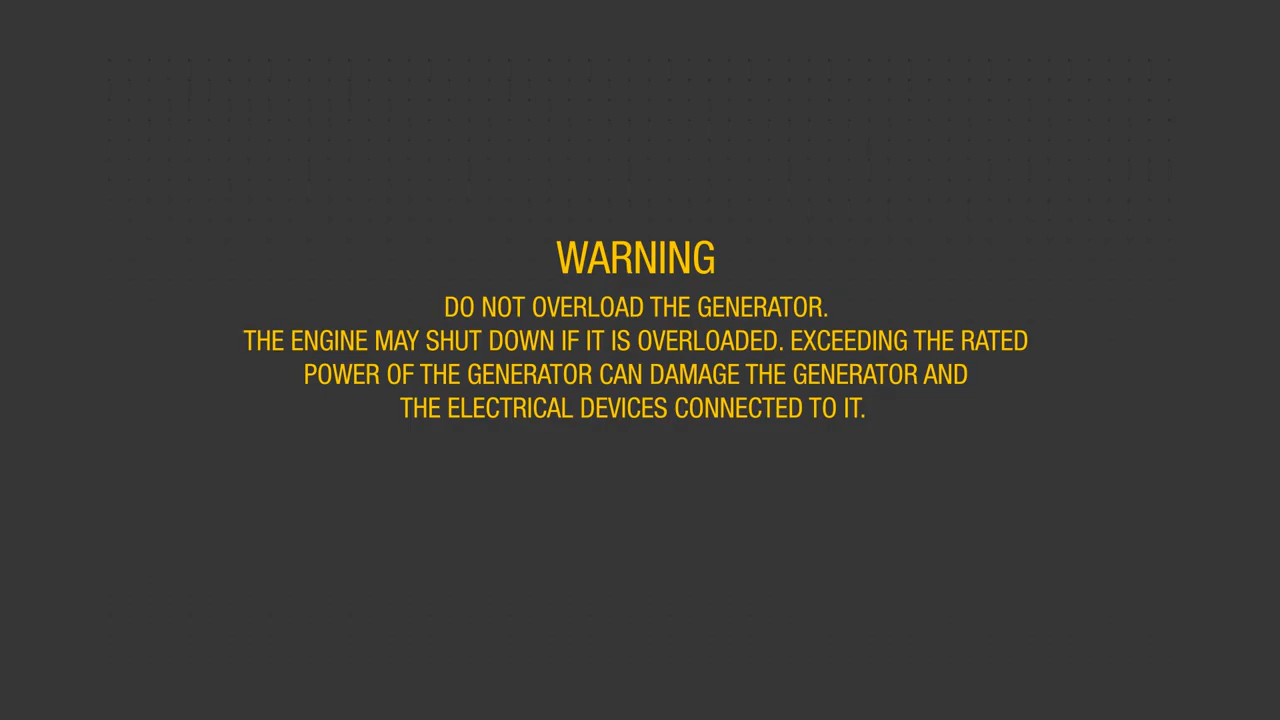 WARNING
DO NOT OVERLOAD THE GENERATOR.
THE ENGINE MAY SHUT DOWN IF IT IS OVERLOADED. EXCEEDING THE RATED
POWER OF THE GENERATOR CAN DAMAGE THE GENERATOR AND
THE ELECTRICAL DEVICES CONNECTED TO IT.